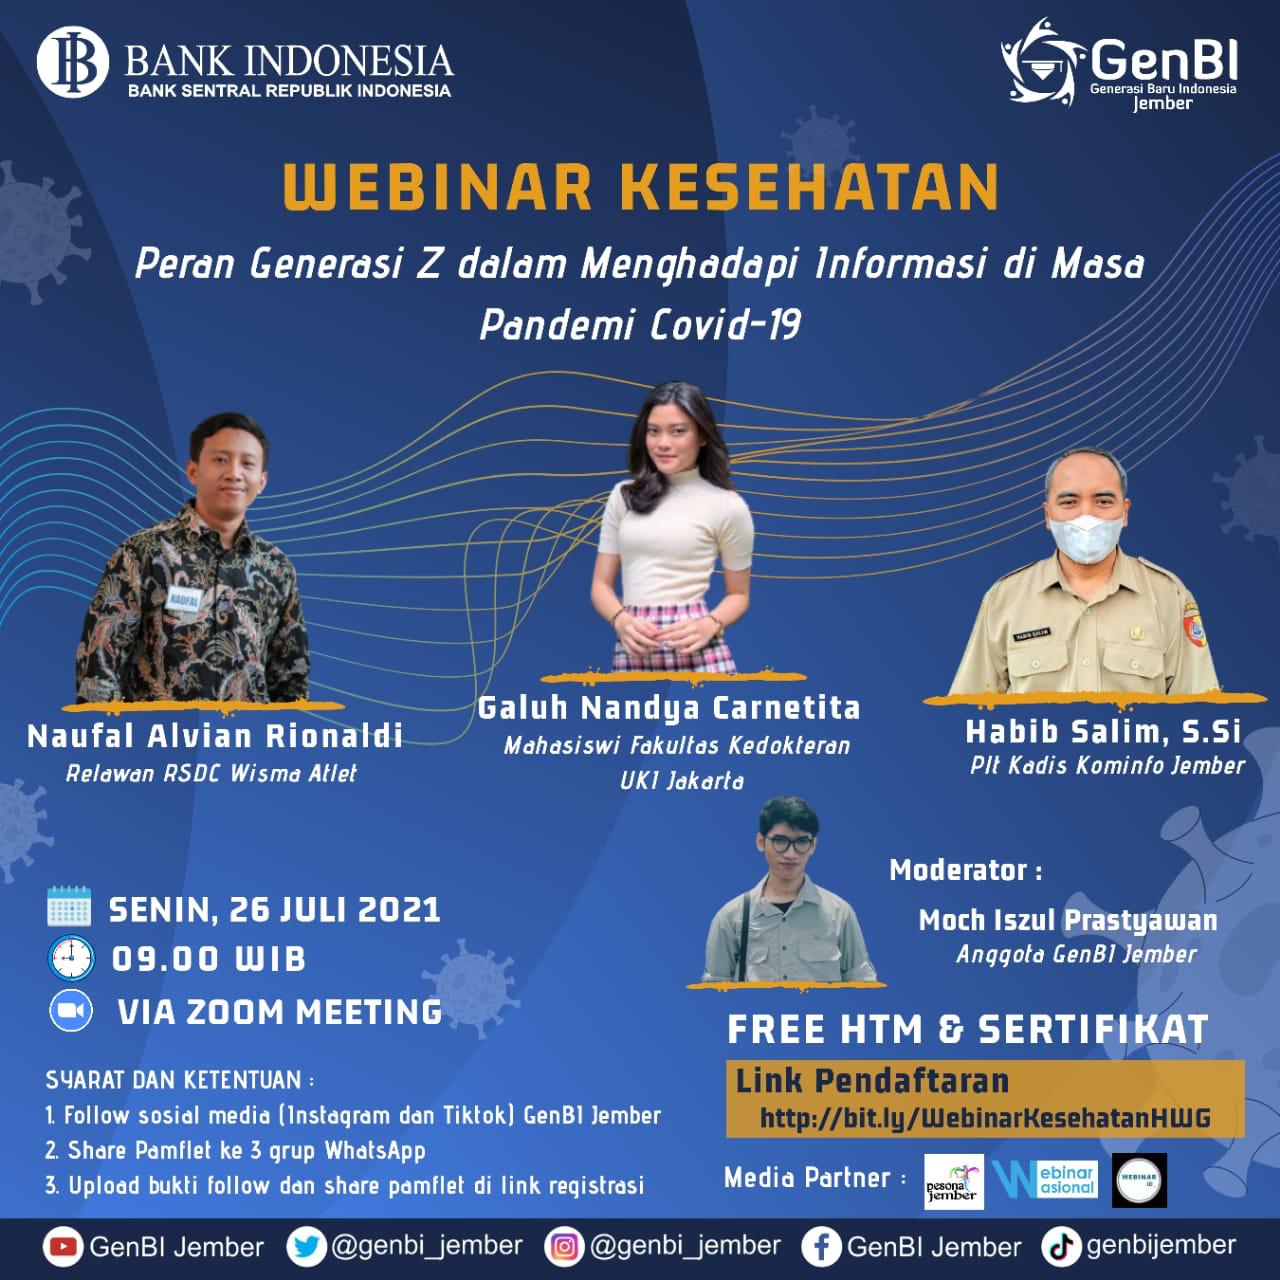 BANK INDONESIA
BANK SENTRAL REPUBLIK INDONESIA
GenBI
Generasi Baru Indonesia
Jember
WEBINAR KESEHATAN
Peran Generasi Z dalam Menghadapi Informasi di Masa
Pandemi Covid-19
NAUFAL
HABIB SALIM
Naufal Alvian Rionaldi
Relawan RSDC Wisma Atlet
Galuh Nandya Carnetita
Mahasiswi Fakultas Kedokteran
UKI Jakarta
Habib Salim, S.Si
Plt Kadis Kominfo Jember
Moderator :
Moch Iszul Prastyawan
Anggota GenBI Jember
SENIN, 26 JULI 2021
09.00 WIB
VIA ZOOM MEETING
SYARAT DAN KETENTUAN :
1. Follow sosial media (Instagram dan Tiktok) GenBI Jember
2. Share Pamflet ke 3 grup WhatsApp
3. Upload bukti follow dan share pamflet di link registrasi
FREE HTM & SERTIFIKAT
Link Pendaftaran
http://bit.ly/WebinarKesehatanHWG
Media Partner :
pesona jember
Webinar Nasional
WEBINAR ID
GenBI Jember
@genbi_jember
@genbi_jember
GenBI Jember
genbijember